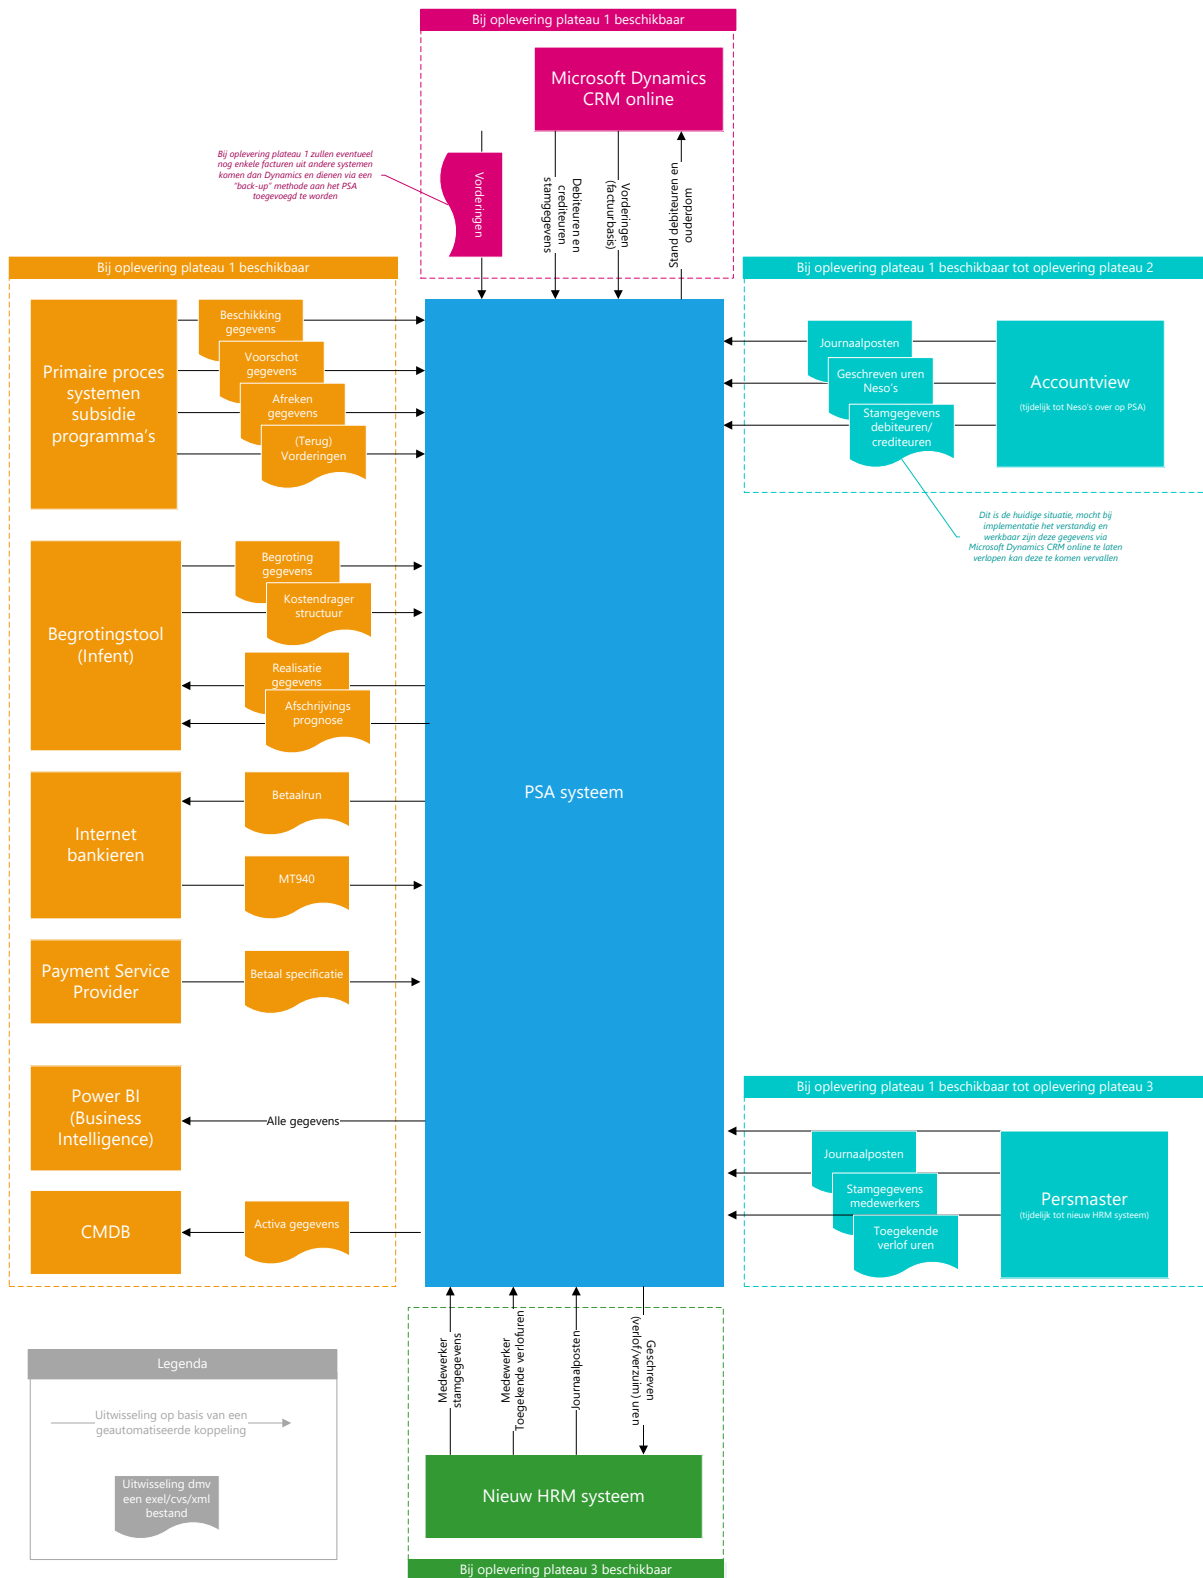 Bij oplevering plateau 1 beschikbaar
Microsoft Dynamics
CRM online
Bij oplevering plateau 1 zullen eventueel
nog enkele facturen uit andere systemen
komen dan Dynamics en dienen via een
"back-up" methode aan het PSA
toegevoegd te worden
Vorderingen
Debiteuren en
crediteuren
stamgegevens
Vorderingen
(factuurbasis)
Stand debiteuren en
ouderdom
Bij oplevering plateau 1 beschikbaar
Primaire proces
systemen
subsidie
programma's
Beschikking
gegevens
Voorschot
gegevens
Afreken
gegevens
(Terug)
Vorderingen
Begrotingstool
(Infent)
Begroting
gegevens
Kostendrager
structuur
Realisatie
gegevens
Afschrijvings
prognose
Internet
bankieren
Betaalrun
MT940
Payment Service
Provider
Betaal specificatie
Power BI
(Business
Intelligence)
Alle gegevens
CMDB
Activa gegevens
PSA systeem
Bij oplevering plateau 1 beschikbaar tot oplevering plateau 2
Journaalposten
Geschreven uren
Neso's
Stamgegevens
debiteuren/
crediteuren
Accountview
(tijdelijk tot Neso's over op PSA)
Dit is de huidige situatie, mocht bij
implementatie het verstandig en
werkbaar zijn deze gegevens via
Microsoft Dynamics CRM online te laten
verlopen kan deze te komen vervallen
Bij oplevering plateau 1 beschikbaar tot oplevering plateau 3
Journaalposten
Stamgegevens
medewerkers
Toegekende
verlof uren
Persmaster
(tijdelijk tot nieuw HRM systeem)
Medewerker
stamgegevens
Medewerker
Toegekende verlofuren
Journaalposten
Geschreven
(verlof/verzuim) uren
Nieuw HRM systeem
Bij oplevering plateau 3 beschikbaar
Legenda
Uitwisseling op basis van een
geautomatiseerde koppeling
Uitwisseling dmv
een exel/cvs/xml
bestand